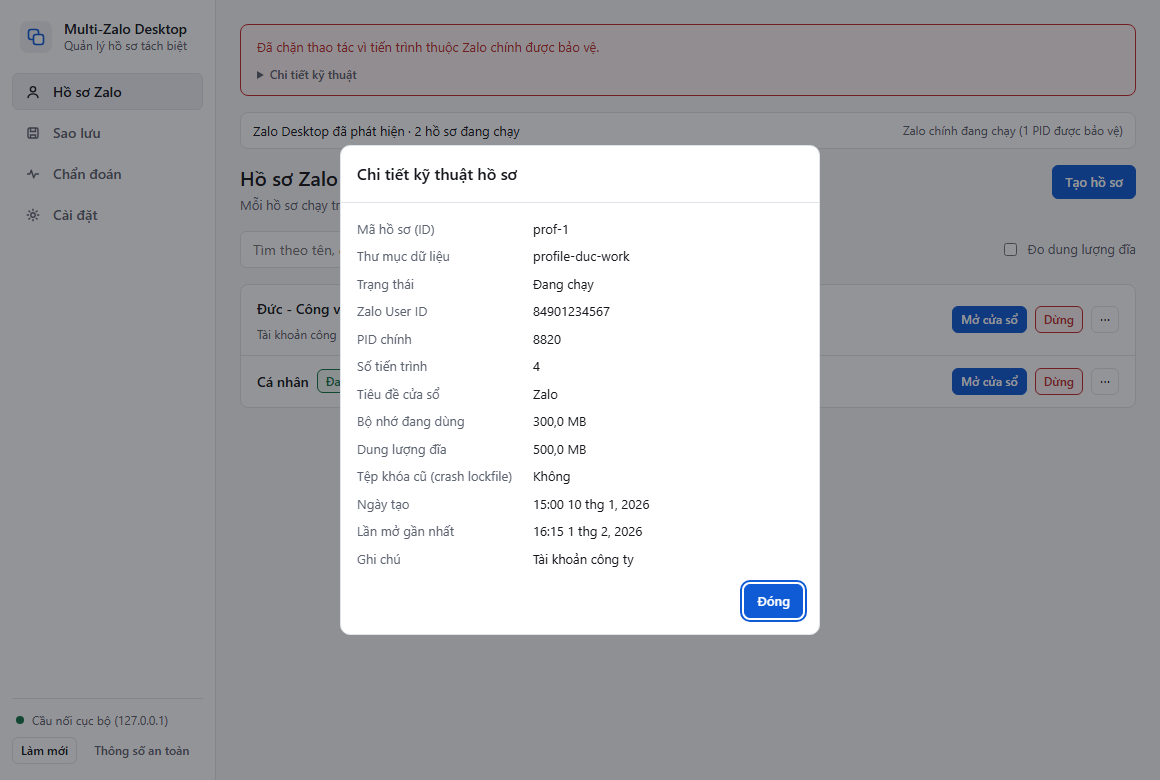 Multi-Zalo Desktop
Quản lý hồ sơ tách biệt
Hồ sơ Zalo
Sao lưu
Chẩn đoán
Cài đặt
Cầu nối cục bộ (127.0.0.1)
Làm mới
Thông số an toàn
Đã chặn thao tác vì tiến trình thuộc Zalo chính được bảo vệ.
Chi tiết kỹ thuật
Zalo Desktop đã phát hiện · 2 hồ sơ đang chạy
Zalo chính đang chạy (1 PID được bảo vệ)
Hồ sơ Zalo
Tạo hồ sơ
Mỗi hồ sơ chạy
Tìm theo tên,
Đo dung lượng đĩa
Đức - Công
Tài khoản công
Mở cửa sổ
Dừng
...
Cá nhân
Mở cửa sổ
Dừng
...
Chi tiết kỹ thuật hồ sơ
Mã hồ sơ (ID) prof-1
Thư mục dữ liệu profile-duc-work
Trạng thái Đang chạy
Zalo User ID 84901234567
PID chính 8820
Số tiến trình 4
Tiêu đề cửa sổ Zalo
Bộ nhớ đang dùng 300,0 MB
Dung lượng đĩa 500,0 MB
Tệp khóa cũ (crash lockfile) Không
Ngày tạo 15:00 10 thg 1, 2026
Lần mở gần nhất 16:15 1 thg 2, 2026
Ghi chú Tài khoản công ty
Đóng